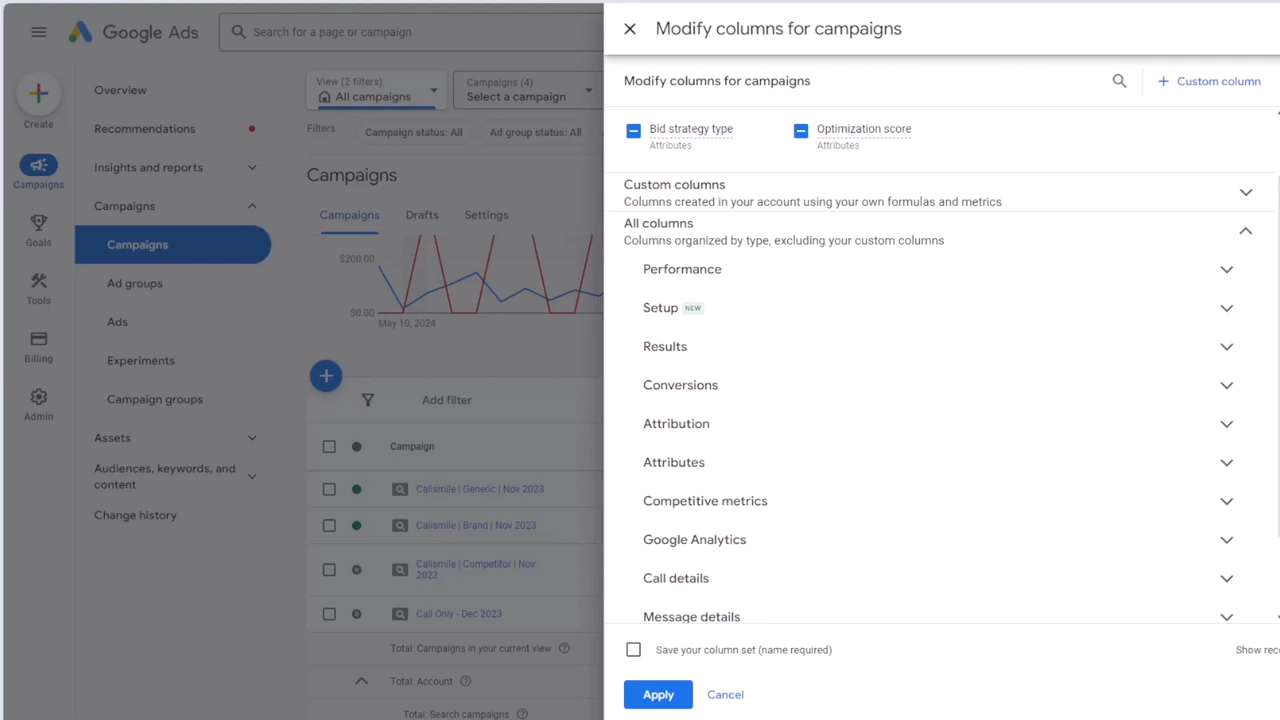 Google Ads
Search for a page or campaign
Create
Campaigns
Goals
Tools
Billing
Admin
Overview
Recommendations
Insights and reports
Campaigns
Campaigns
Ad groups
Ads
Experiments
Campaign groups
Assets
Audiences, keywords, and
content
Change history
View (2 filters)
All campaigns
Campaigns (4)
Select a campaign
Filters
Campaign status: All
Ad group status: All
Campaigns
Campaigns
Drafts
Settings
$200.00
$0.00
May 10, 2024
Add filter
Campaign
Calismile | Generic | Nov 2023
Calismile | Brand | Nov 2023
Calismile | Competitor | Nov
2023
Cali Only - Dec 2023
Total: Campaigns in your current view
Total: Account
Total: Search campaigns
Modify columns for campaigns
Modify columns for campaigns
Custom column
Bid strategy type
Attributes
Optimization score
Attributes
Custom columns
Columns created in your account using your own formulas and metrics
All columns
Columns organized by type, excluding your custom columns
Performance
Setup NEW
Results
Conversions
Attribution
Attributes
Competitive metrics
Google Analytics
Call details
Message details
Save your column set (name required)
Show rec
Apply
Cancel